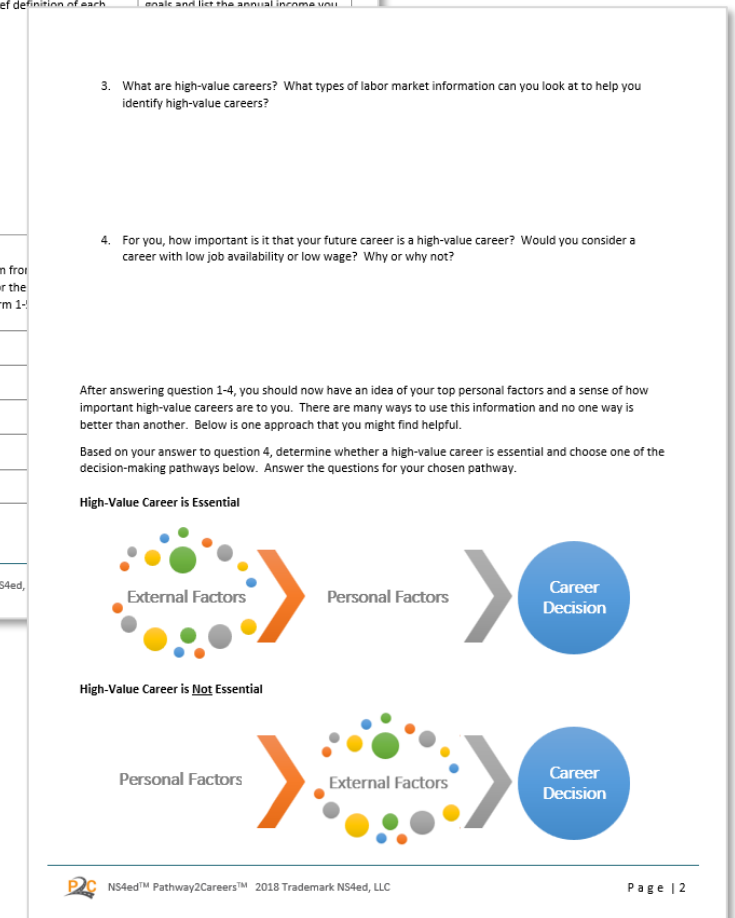 ef definition of each
goals and list the annual income you
3. What are high-value careers? What types of labor market information can you look at to help you
identify high-value careers?
4. For you, how important is it that your future career is a high-value career? Would you consider a
career with low job availability or low wage? Why or why not?
n fro
r the
rm 1-
After answering question 1-4, you should now have an idea of your top personal factors and a sense of how
important high-value careers are to you. There are many ways to use this information and no one way is
better than another. Below is one approach that you might find helpful.
Based on your answer to question 4, determine whether a high-value career is essential and choose one of the
decision-making pathways below. Answer the questions for your chosen pathway.
High-Value Career is Essential
S4ed,
External Factors
Personal Factors
Career
Decision
High-Value Career is Not Essential
Personal Factors
External Factors
Career
Decision
P2C NS4ed™ Pathway2Careers™ 2018 Trademark NS4ed, LLC
Page | 2